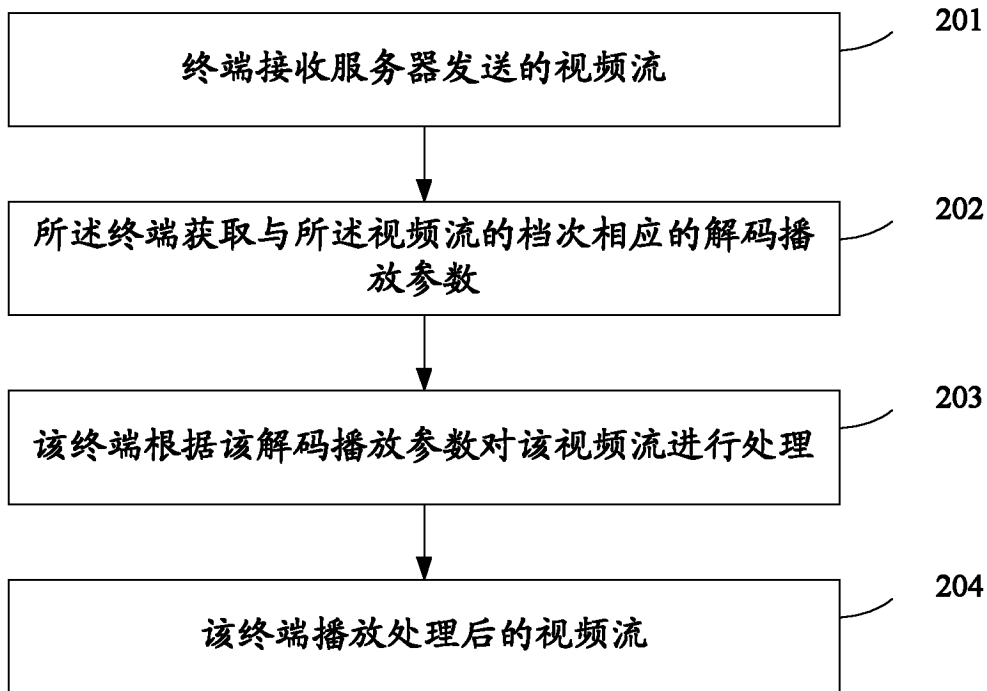 201
终端接收服务器发送的视频流
202
所述终端获取与所述视频流的档次相应的解码播
放参数
203
该终端根据该解码播放参数对该视频流进行处理
204
该终端播放处理后的视频流